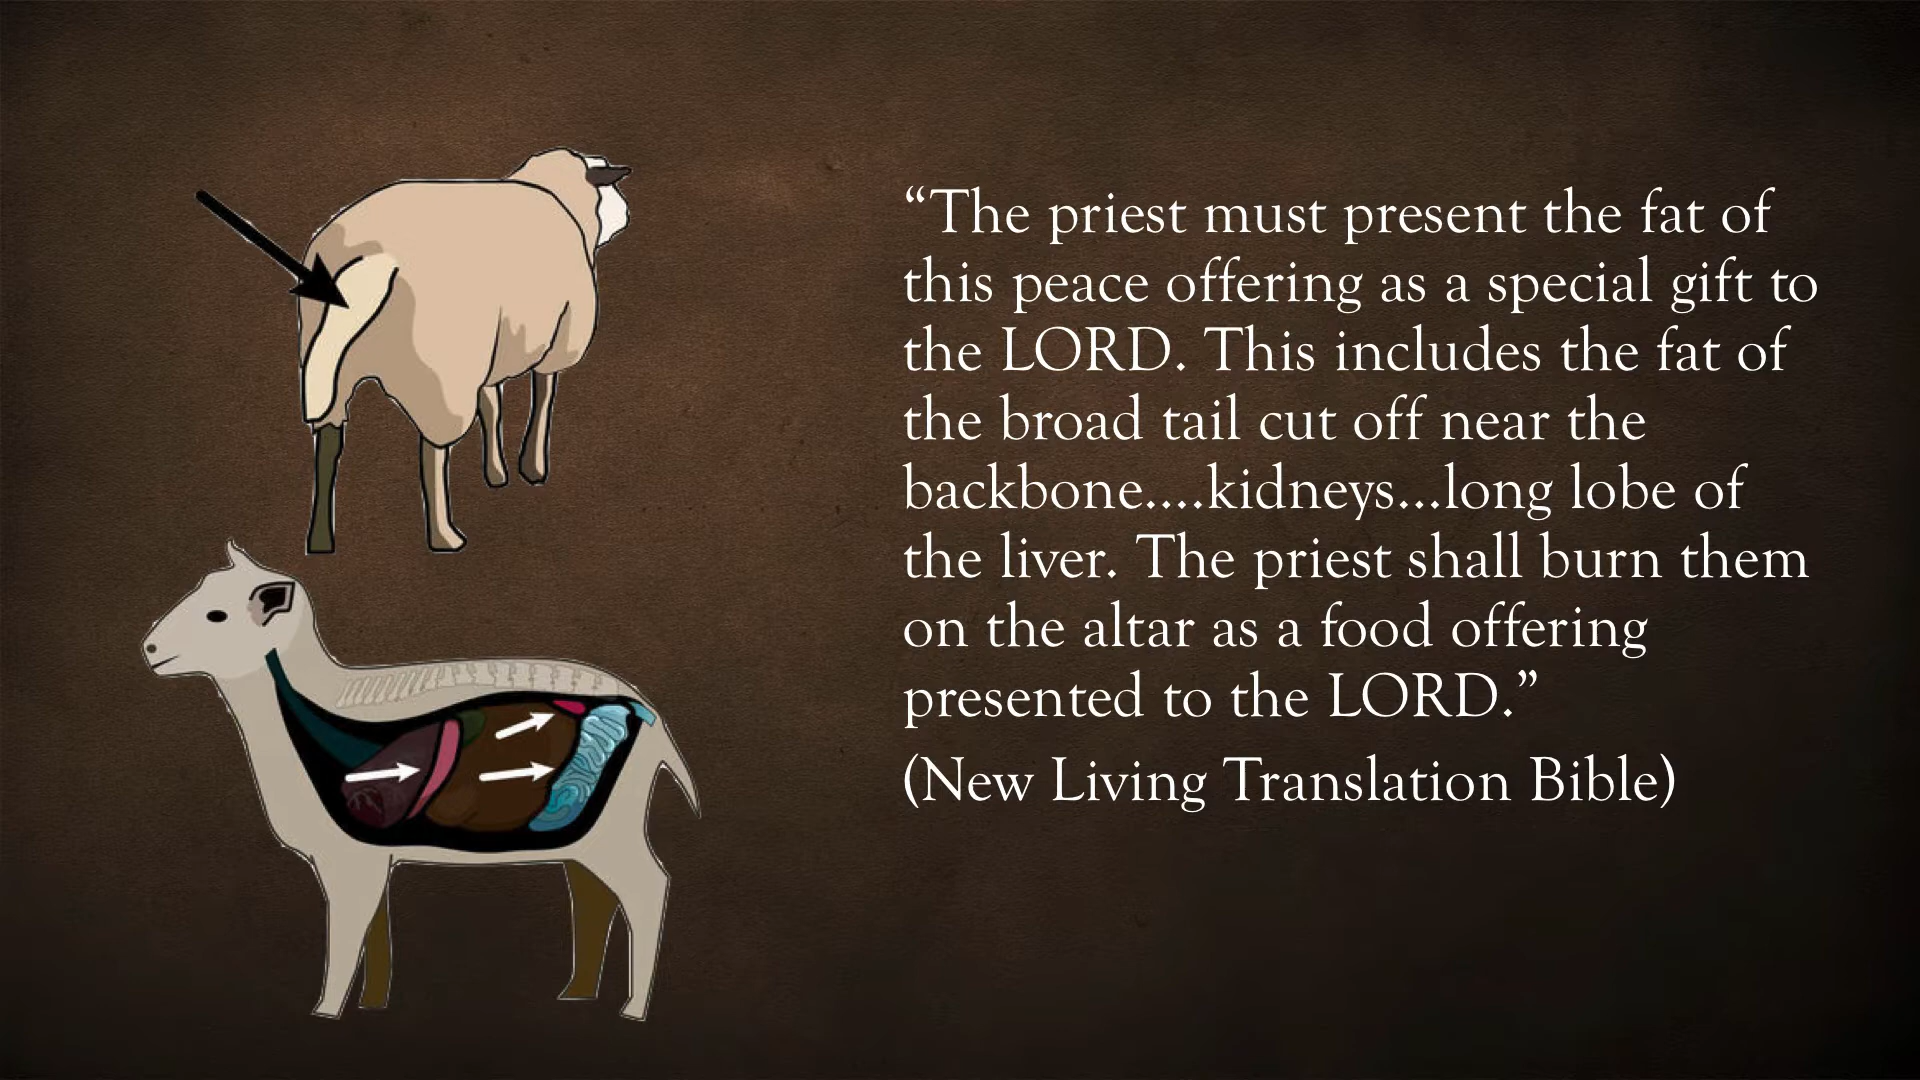 “The priest must present the fat of
this peace offering as a special gift to
the LORD. This includes the fat of
the broad tail cut off near the
backbone....kidneys...long lobe of
the liver. The priest shall burn them
on the altar as a food offering
presented to the LORD.”
(New Living Translation Bible)